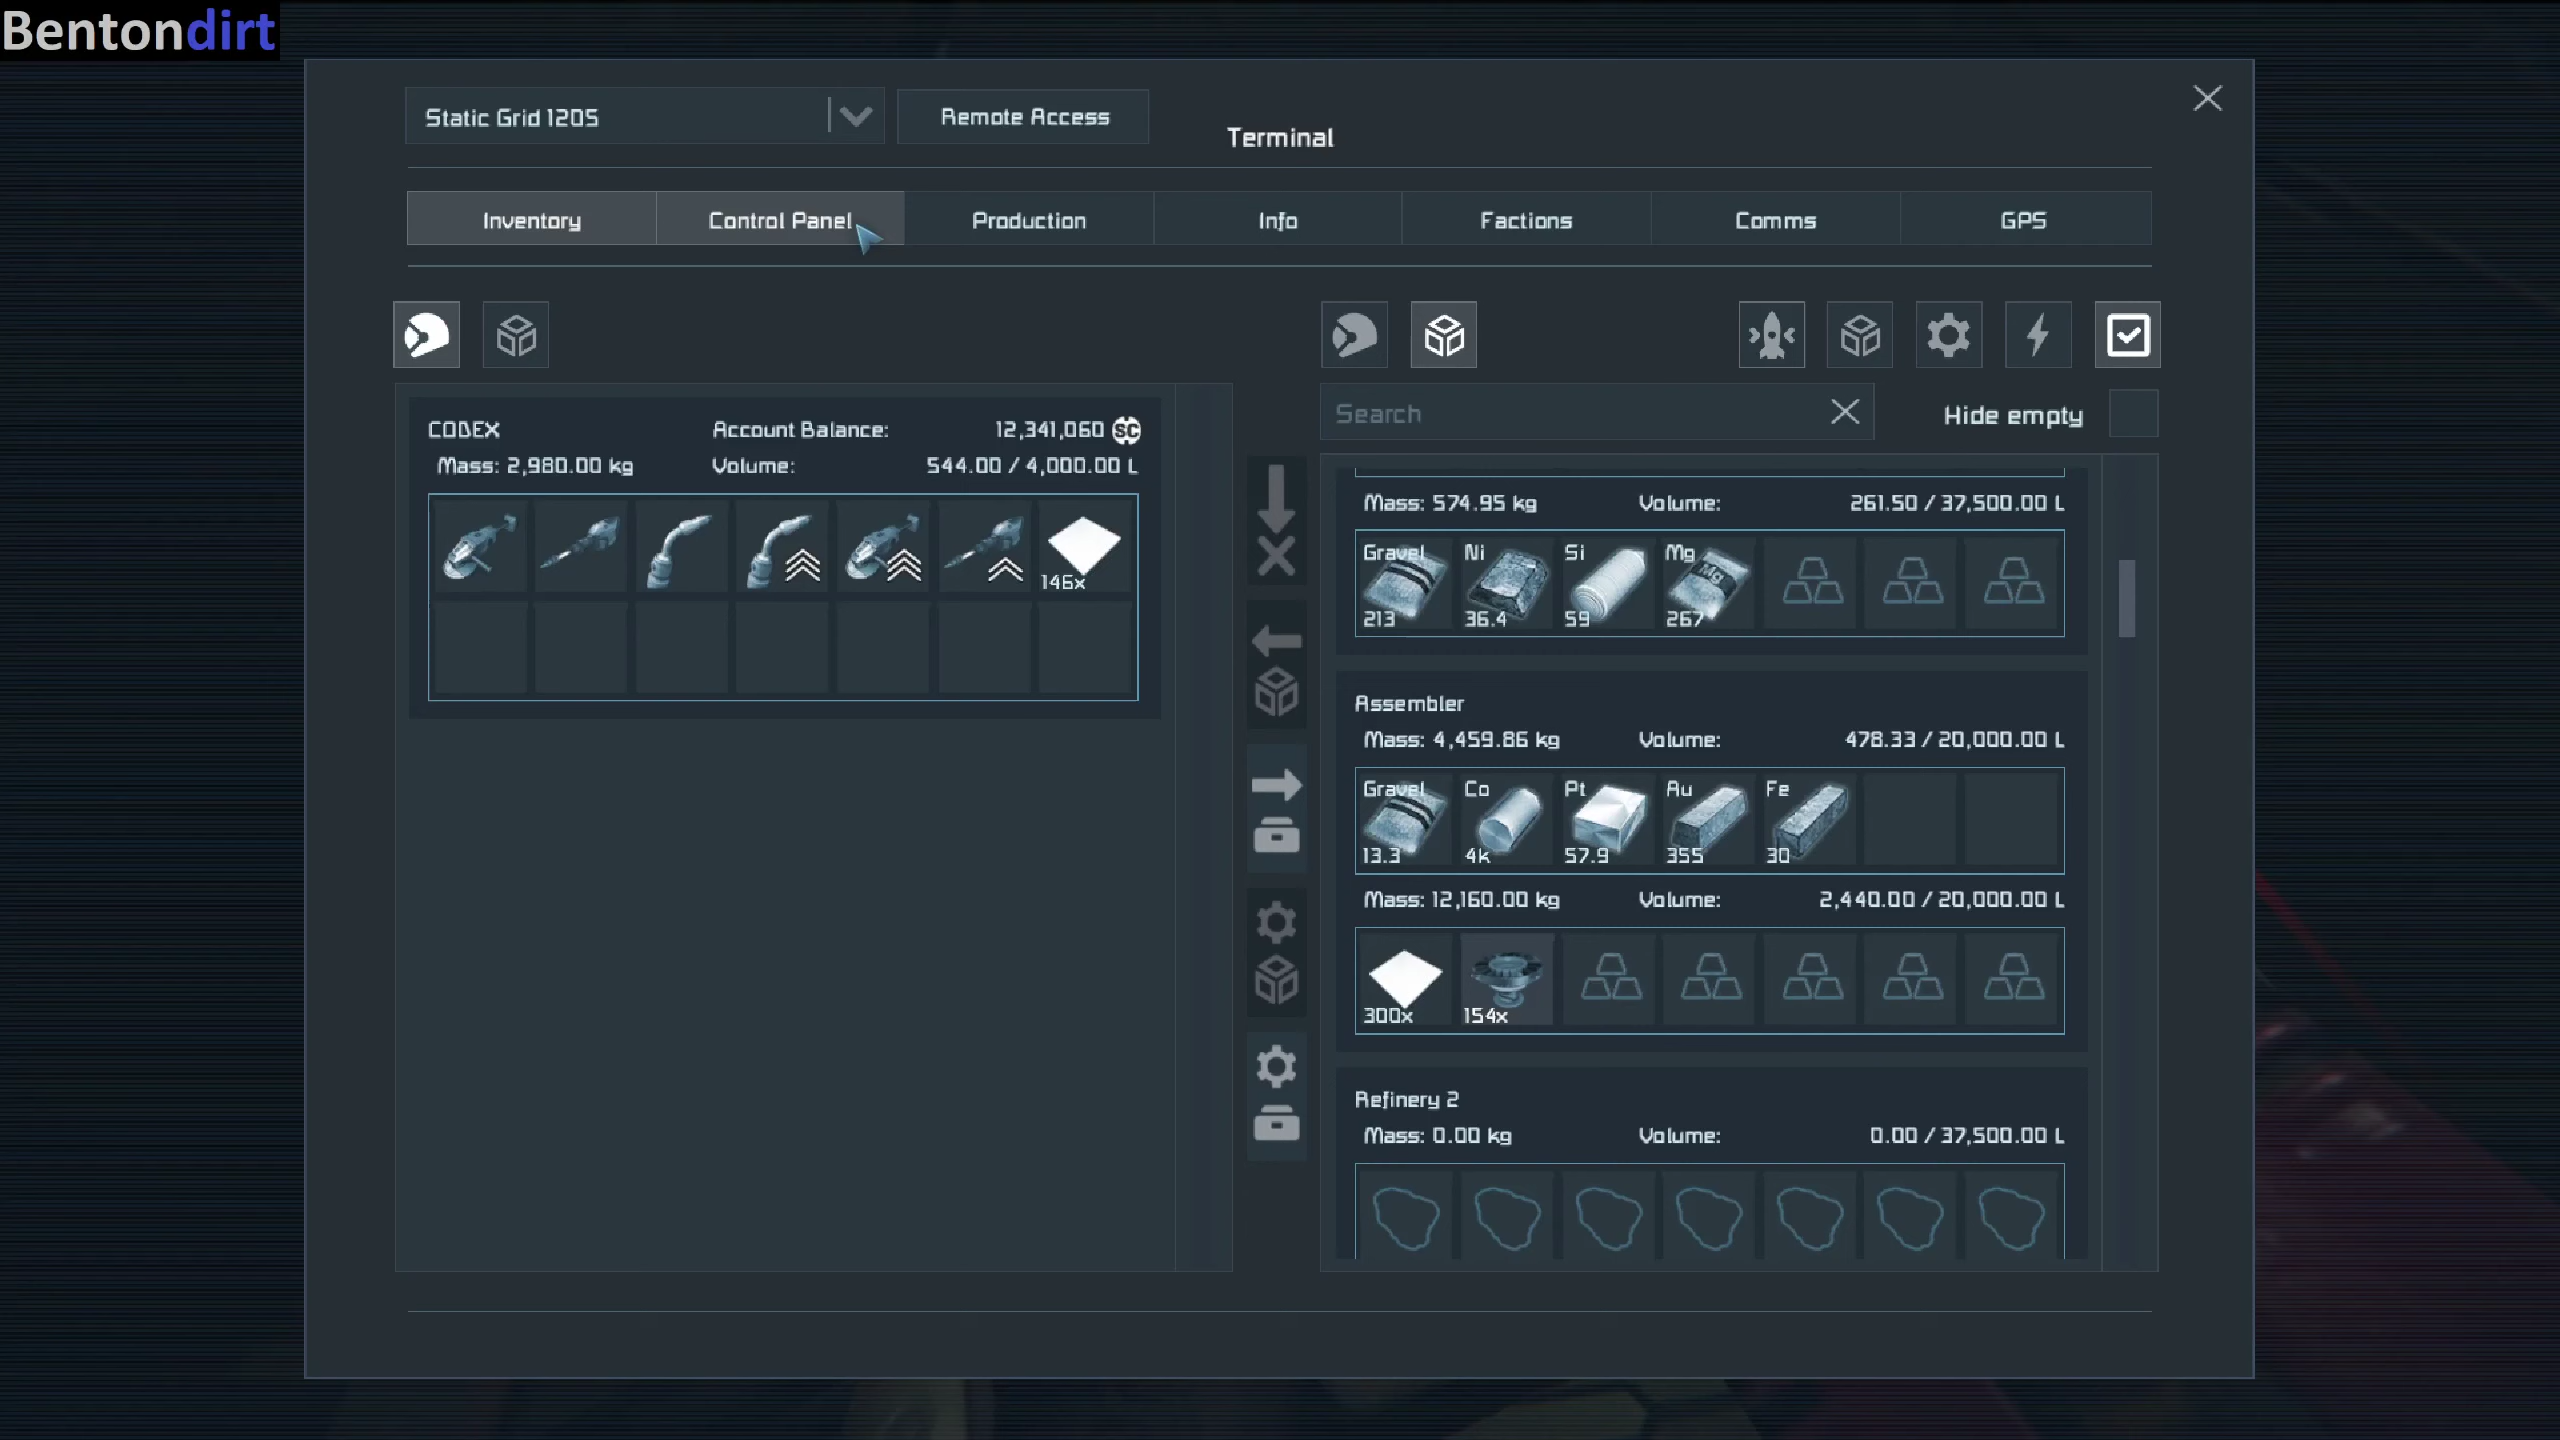 Bentondirt
Static Grid 1205
Remote Access
Terminal
Inventory
Control Panel
Production
Info
Factions
Comms
GPS
CODEX
Account Balance: 12,341,060 SC
Mass: 2,980.00 kg
Volume: 544.00 / 4,000.00 L
146x
Search
Hide empty
Mass: 574.95 kg
Volume: 261.50 / 37,500.00 L
Gravel Ni Si Mg
Mg
213 36.4 59 267
Assembler
Mass: 4,459.86 kg
Volume: 478.33 / 20,000.00 L
Gravel Co Pt Au Fe
13.3 4k 57.9 355 30
Mass: 12,160.00 kg
Volume: 2,440.00 / 20,000.00 L
300x 154x
Refinery 2
Mass: 0.00 kg
Volume: 0.00 / 37,500.00 L